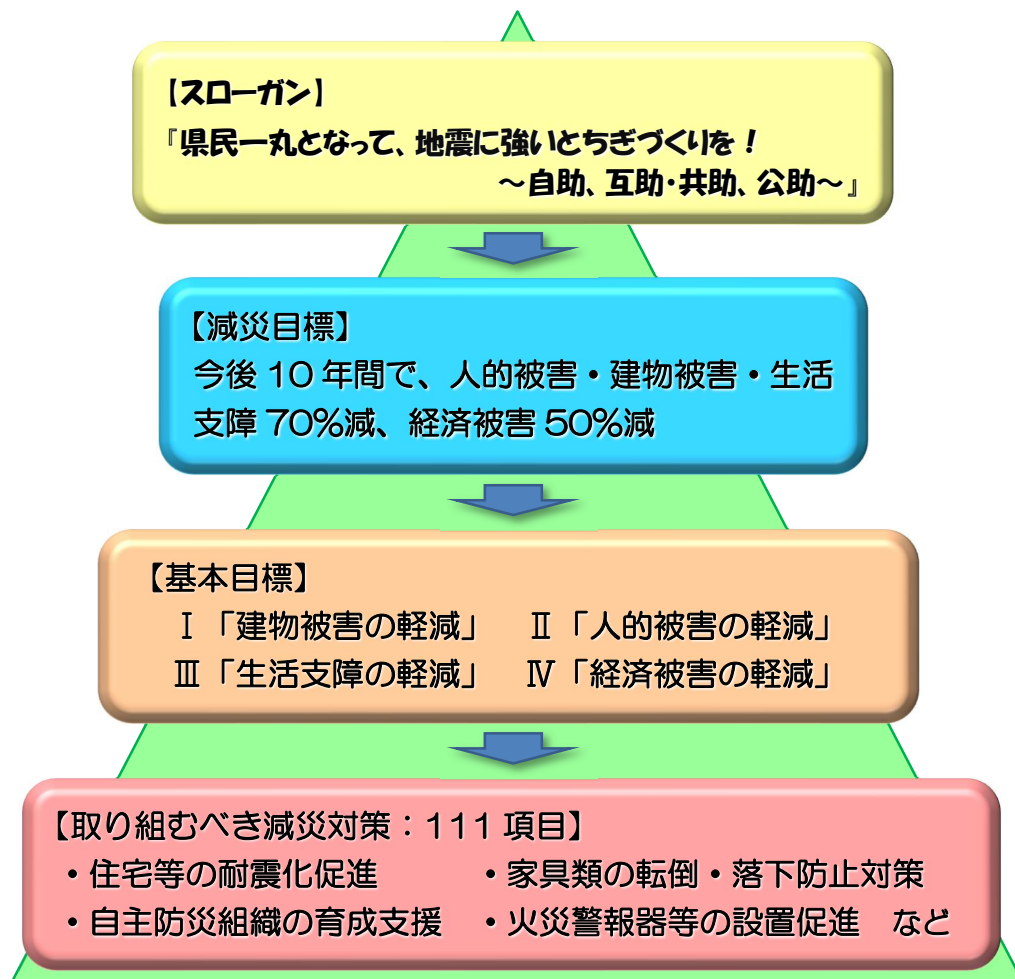 【スローガン】
『県民一丸となって、地震に強いとちぎづくりを！
～自助、互助・共助、公助～』
【減災目標】
今後 10 年間で、人的被害・建物被害・生活
支障 70％減、経済被害 50％減
【基本目標】
Ⅰ「建物被害の軽減」　Ⅱ「人的被害の軽減」
Ⅲ「生活支障の軽減」　Ⅳ「経済被害の軽減」
【取り組むべき減災対策：111 項目】
・住宅等の耐震化促進　・家具類の転倒・落下防止対策
・自主防災組織の育成支援　・火災警報器等の設置促進　など